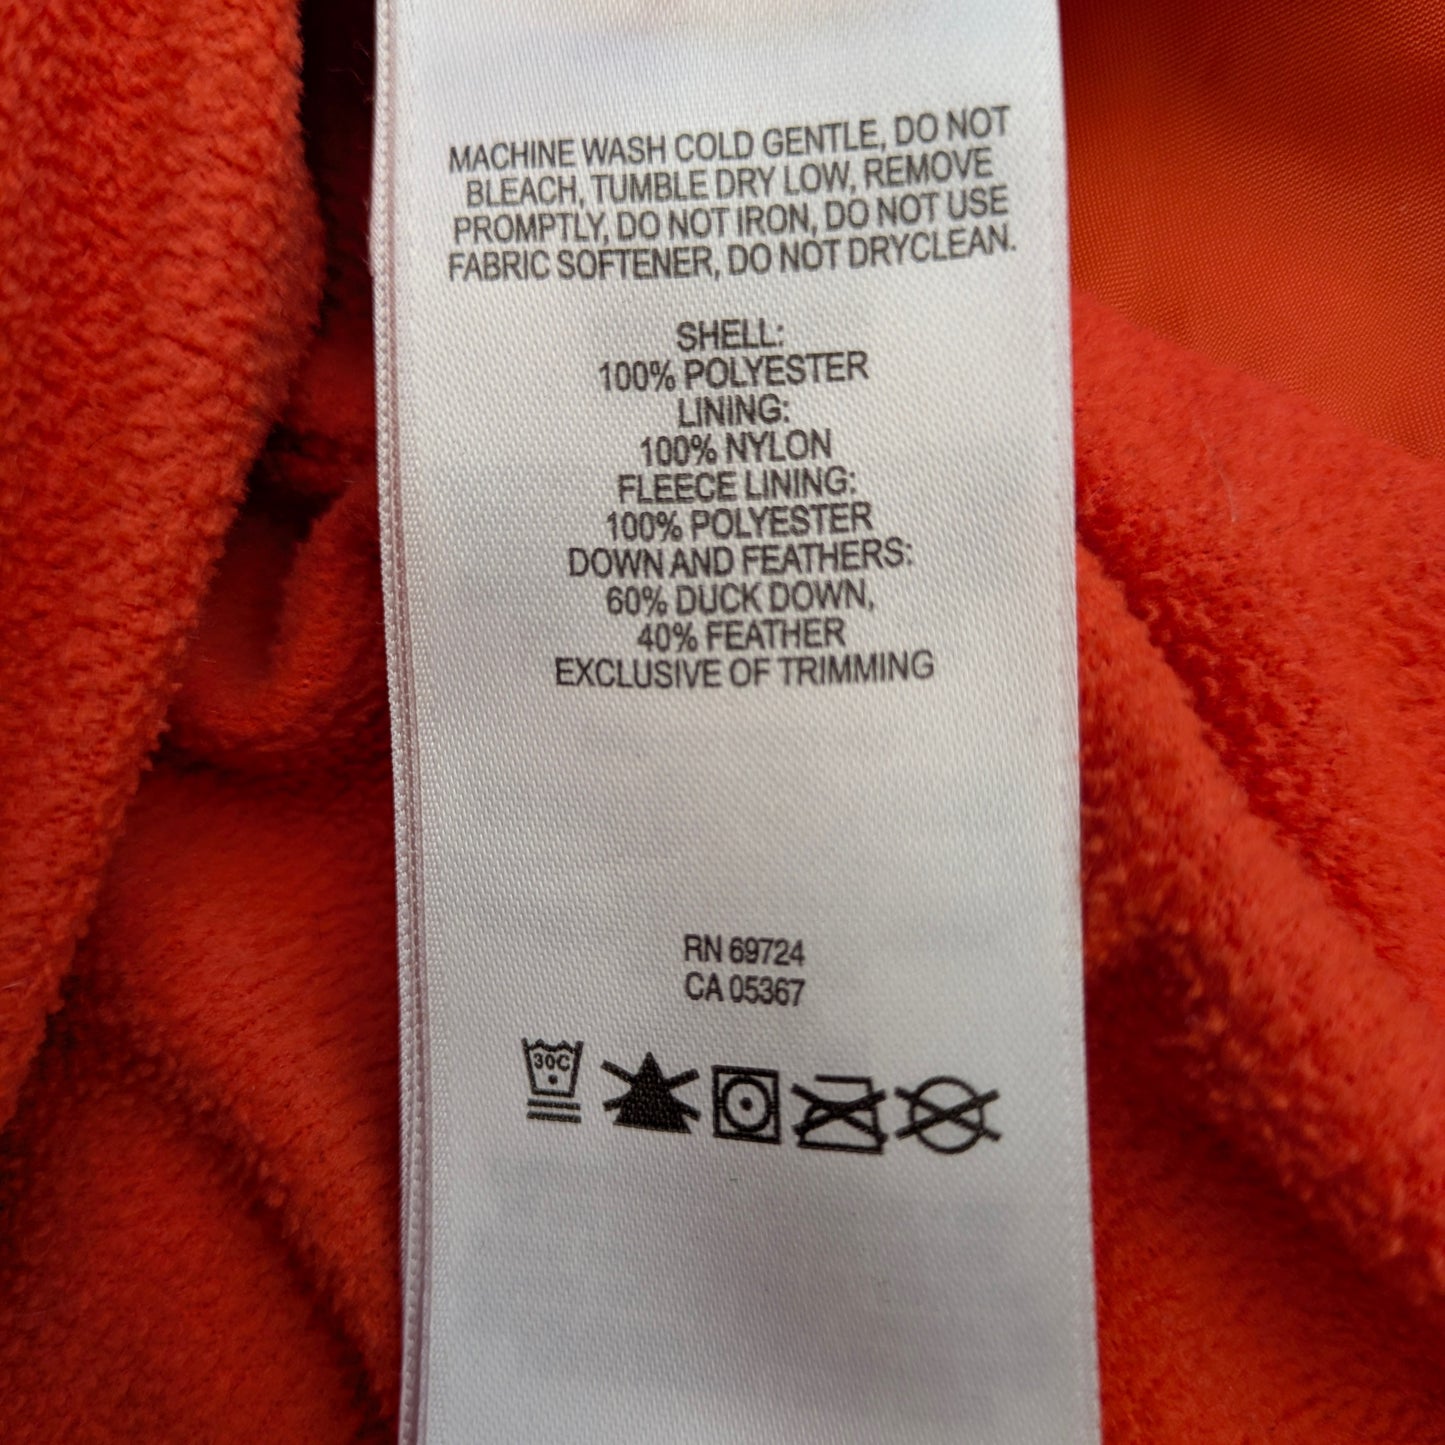 MACHINE WASH COLD GENTLE, DO NOT
BLEACH, TUMBLE DRY LOW, REMOVE
PROMPTLY, DO NOT IRON, DO NOT USE
FABRIC SOFTENER, DO NOT DRYCLEAN.
SHELL:
100% POLYESTER
LINING:
100% NYLON
FLEECE LINING:
100% POLYESTER
DOWN AND FEATHERS:
60% DUCK DOWN,
40% FEATHER
EXCLUSIVE OF TRIMMING
RN 69724
CA 05367
30C